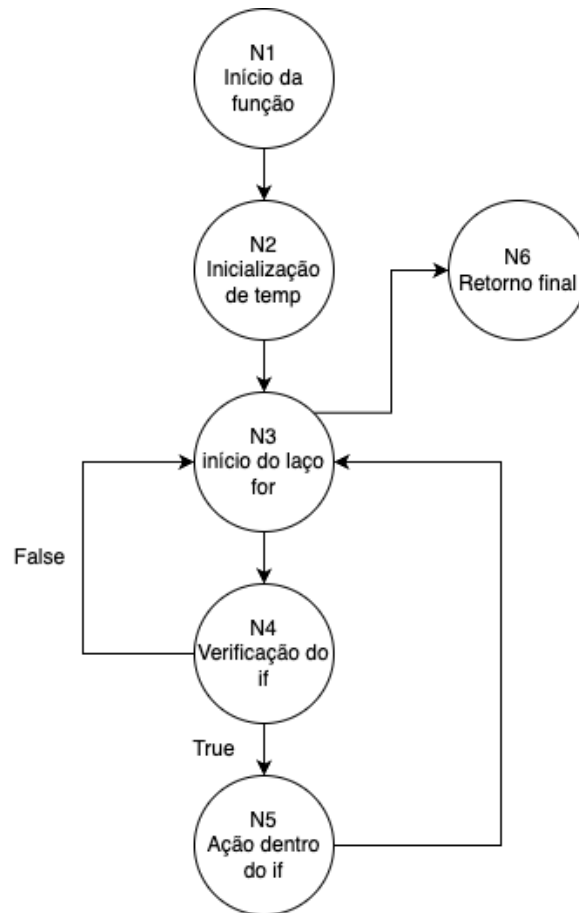 N1
Início da
função
N2
Inicialização
de temp
N6
Retorno final
N3
início do laço
for
False
N4
Verificação do
if
True
N5
Ação dentro
do if